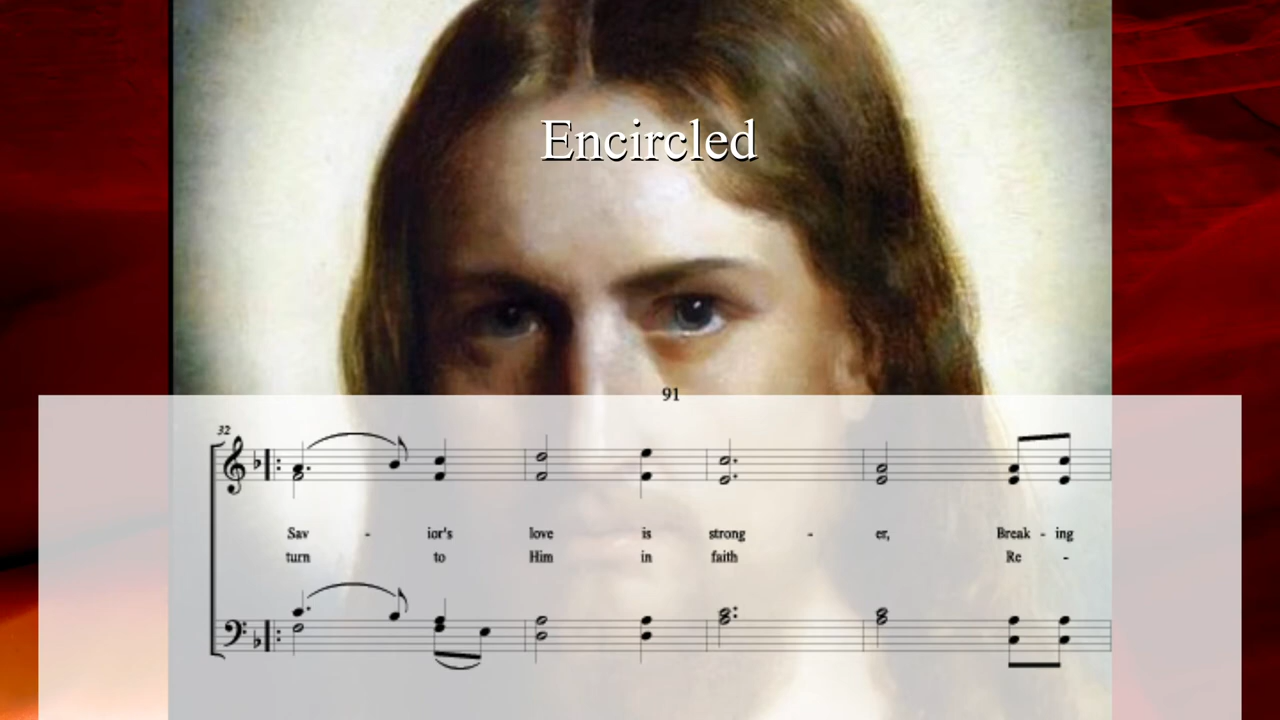 Encircled
91
32
Sav - ior's love is strong - er, Break - ing
turn to Him in faith Re -